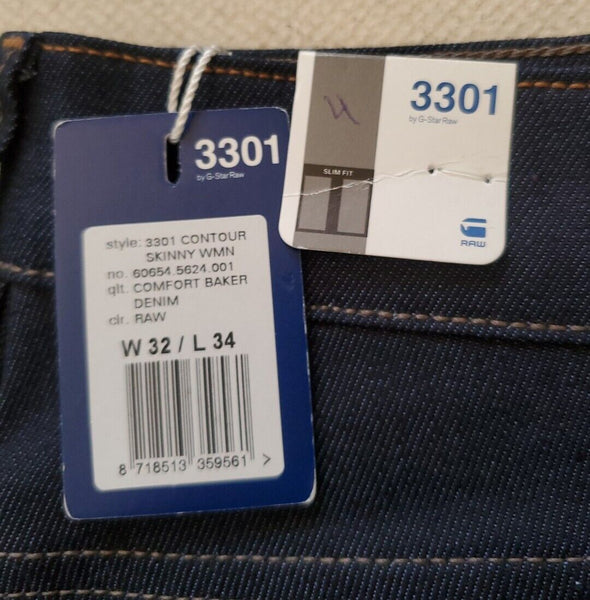 3301
by G-Star Raw
style: 3301 CONTOUR
SKINNY WMN
no. 60654.5624.001
qlt. COMFORT BAKER
DENIM
clr. RAW
W 32 / L 34
8 718513 359561 >
3301
by G-Star Raw
SLIM FIT
RAW